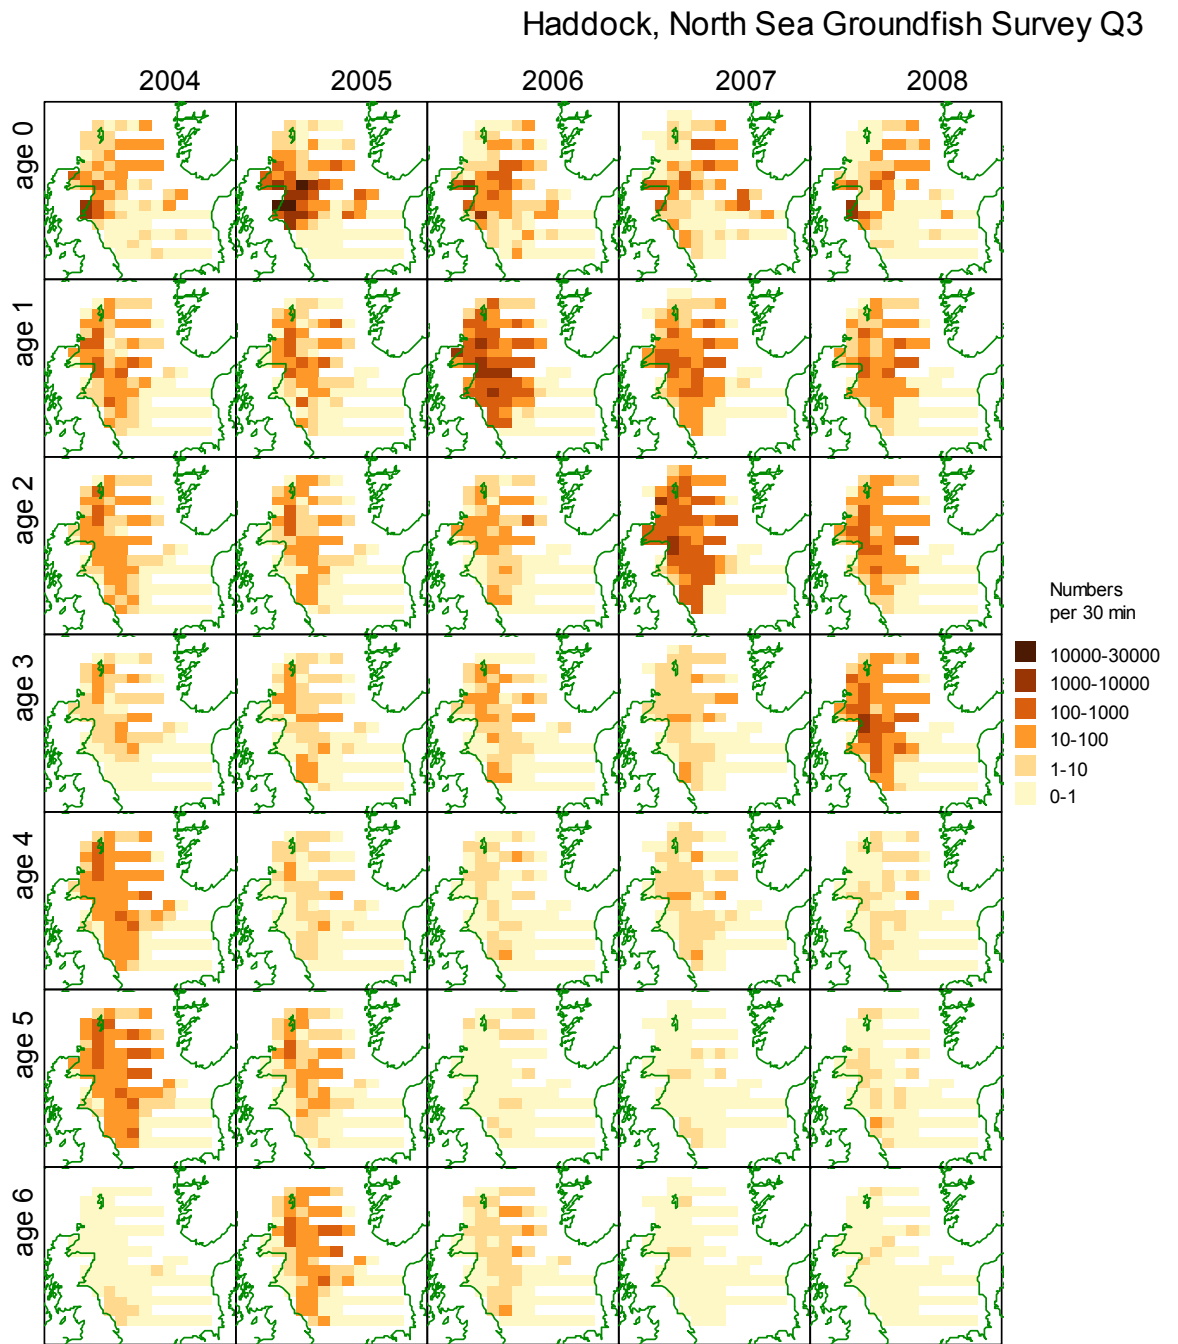 Haddock, North Sea Groundfish Survey Q3
2004 2005 2006 2007 2008
age 0
age 1
age 2
age 3
age 4
age 5
age 6
Numbers
per 30 min
10000-30000
1000-10000
100-1000
10-100
1-10
0-1